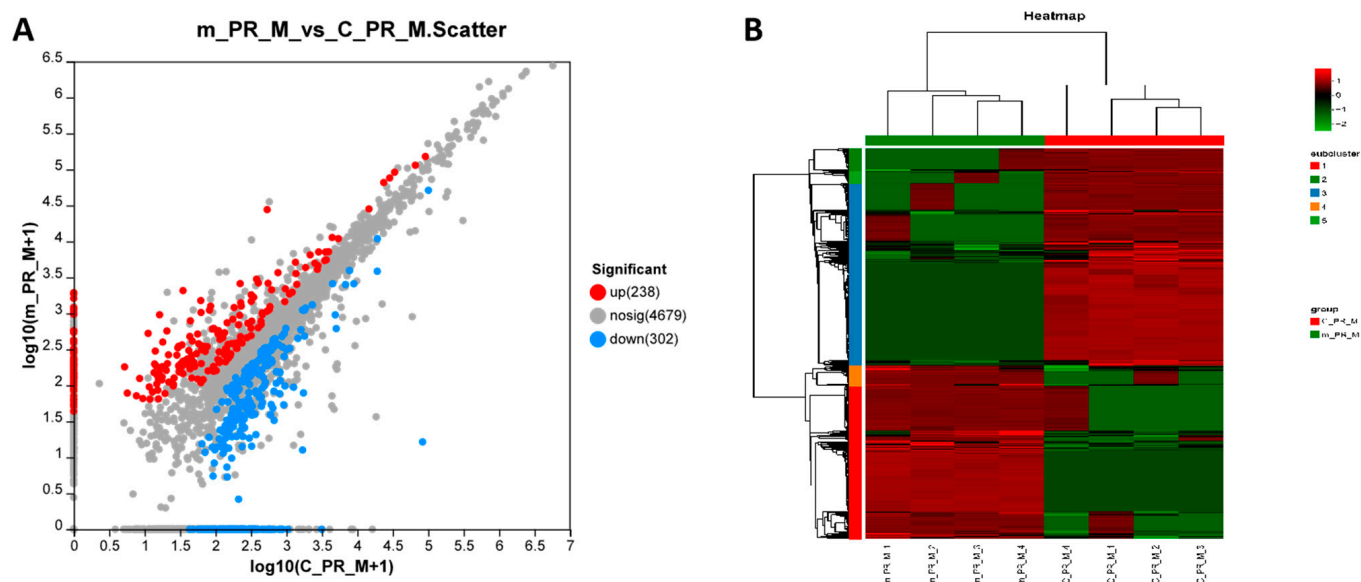 A
m_PR_M_vs_C_PR_M.Scatter
6.5
6
5.5
5
4.5
4
3.5
3
2.5
2
1.5
1
0.5
0
log10(m_PR_M+1)
0 0.5 1 1.5 2 2.5 3 3.5 4 4.5 5 5.5 6 6.5 7
log10(C_PR_M+1)
Significant
up(238)
nosig(4679)
down(302)
B
Heatmap
1
0
−1
−2
subcluster
1
2
3
4
5
group
C_PR_M
m_PR_M
m_PR_M_1 m_PR_M_2 m_PR_M_3 m_PR_M_4 C_PR_M_4 C_PR_M_1 C_PR_M_2 C_PR_M_3